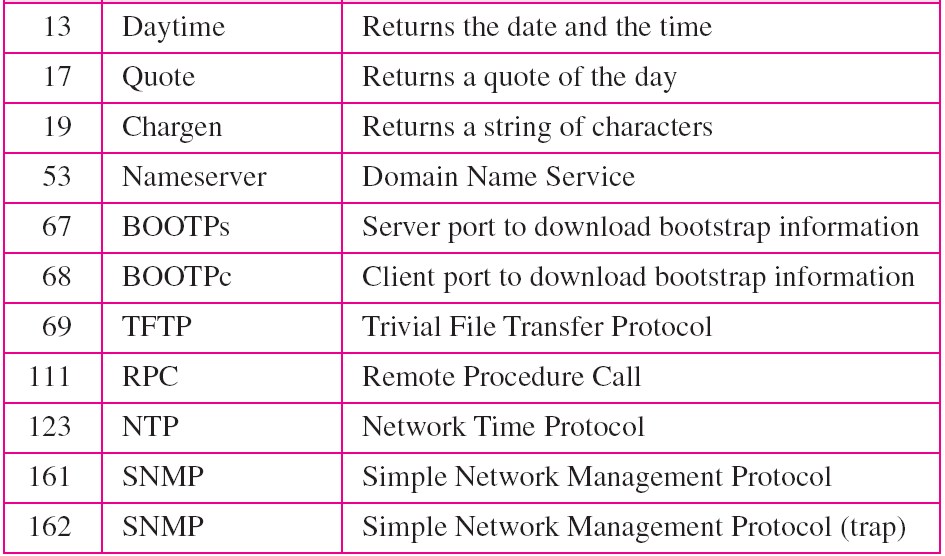 13 Daytime Returns the date and the time
17 Quote Returns a quote of the day
19 Chargen Returns a string of characters
53 Nameserver Domain Name Service
67 BOOTPs Server port to download bootstrap information
68 BOOTPc Client port to download bootstrap information
69 TFTP Trivial File Transfer Protocol
111 RPC Remote Procedure Call
123 NTP Network Time Protocol
161 SNMP Simple Network Management Protocol
162 SNMP Simple Network Management Protocol (trap)